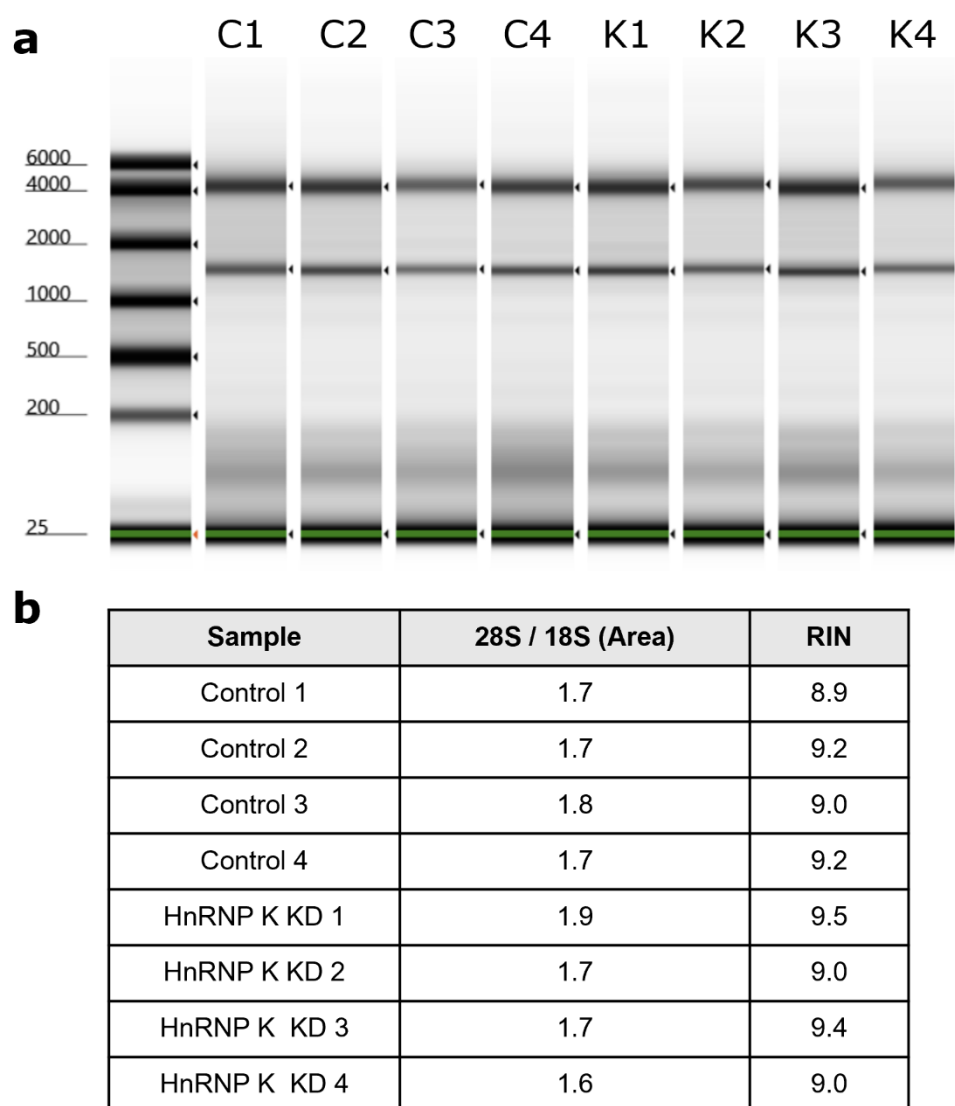 a
C1 C2 C3 C4 K1 K2 K3 K4
6000
4000
2000
1000
500
200
25
b
Sample 28S / 18S (Area) RIN
Control 1 1.7 8.9
Control 2 1.7 9.2
Control 3 1.8 9.0
Control 4 1.7 9.2
HnRNP K KD 1 1.9 9.5
HnRNP K KD 2 1.7 9.0
HnRNP K KD 3 1.7 9.4
HnRNP K KD 4 1.6 9.0